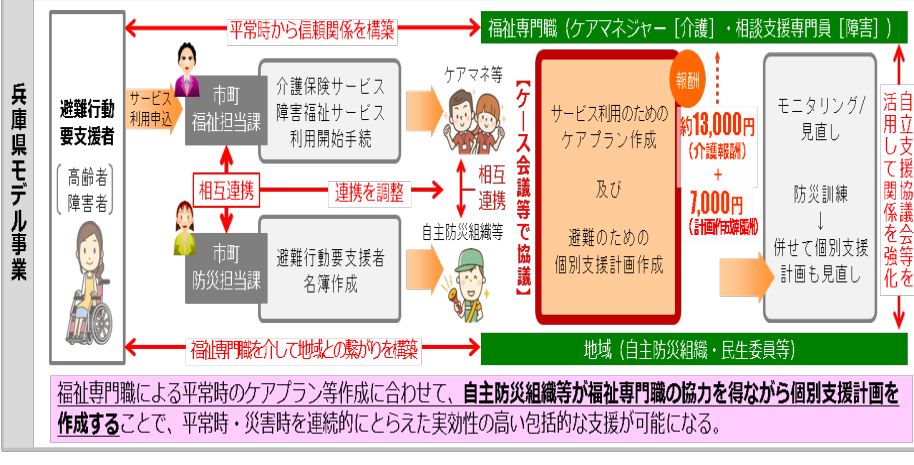 兵庫県モデル事業
避難行動
要支援者
高齢者
障害者
平常時から信頼関係を構築
福祉専門職（ケアマネジャー［介護］・相談支援専門員［障害］）
サービス
利用申込
市町
福祉担当課
介護保険サービス
障害福祉サービス
利用開始手続
ケアマネ等
相互連携
連携を調整
相互
連携
市町
防災担当課
避難行動要支援者
名簿作成
自主防災組織等
【ケース会議等で協議】
サービス利用のための
ケアプラン作成
及び
避難のための
個別支援計画作成
報酬
約13,000円
（介護報酬）
+
7,000円
（計画作成報酬）
モニタリング/
見直し
防災訓練
↓
併せて個別支援
計画も見直し
自立支援協議会等を
活用して関係を強化
福祉専門職を介して地域との繋がりを構築
地域（自主防災組織・民生委員等）
福祉専門職による平常時のケアプラン等作成に合わせて、自主防災組織等が福祉専門職の協力を得ながら個別支援計画を
作成することで、平常時・災害時を連続的にとらえた実効性の高い包括的な支援が可能になる。